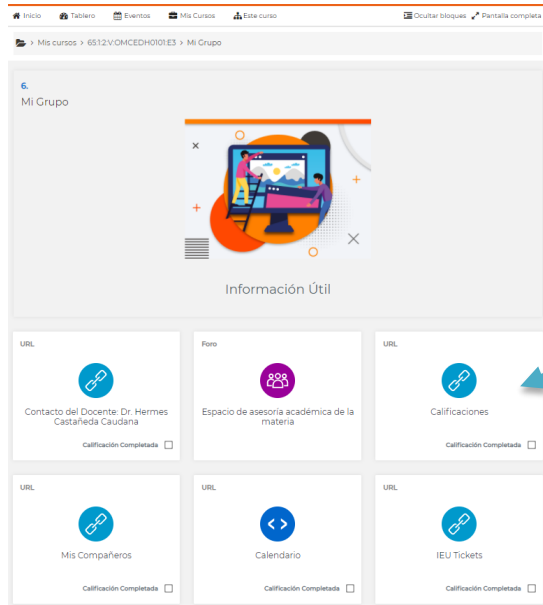 Inicio Tablero Eventos Mis Cursos Este curso Ocultar bloques Pantalla completa
> Mis cursos > 65.1.2.V.OMCEDH0101:E3 > Mi Grupo
6.
Mi Grupo
Información Útil
URL
Contacto del Docente: Dr. Hermes
Castañeda Caudana
Calificación Completada
Foro
Espacio de asesoría académica de la
materia
URL
Calificaciones
Calificación Completada
URL
Mis Compañeros
Calificación Completada
URL
Calendario
Calificación Completada
URL
IEU Tickets
Calificación Completada